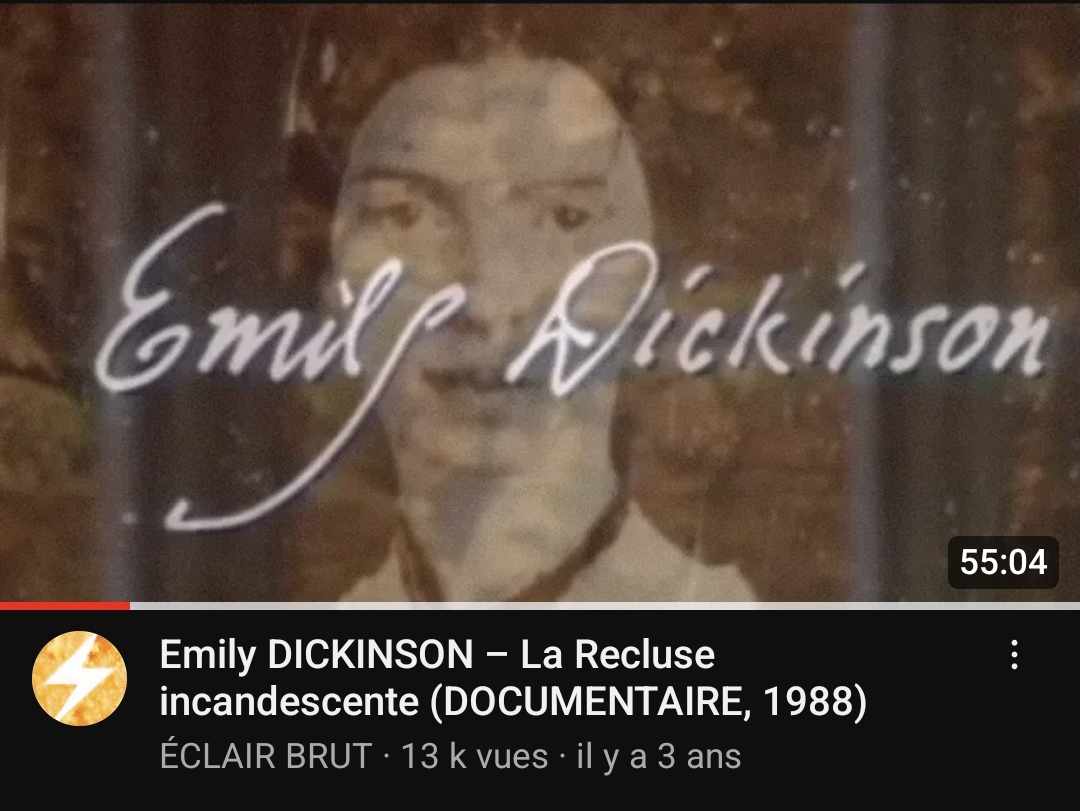 Emily Dickinson
55:04
Emily DICKINSON – La Recluse
incandescente (DOCUMENTAIRE, 1988)
ÉCLAIR BRUT · 13 k vues · il y a 3 ans